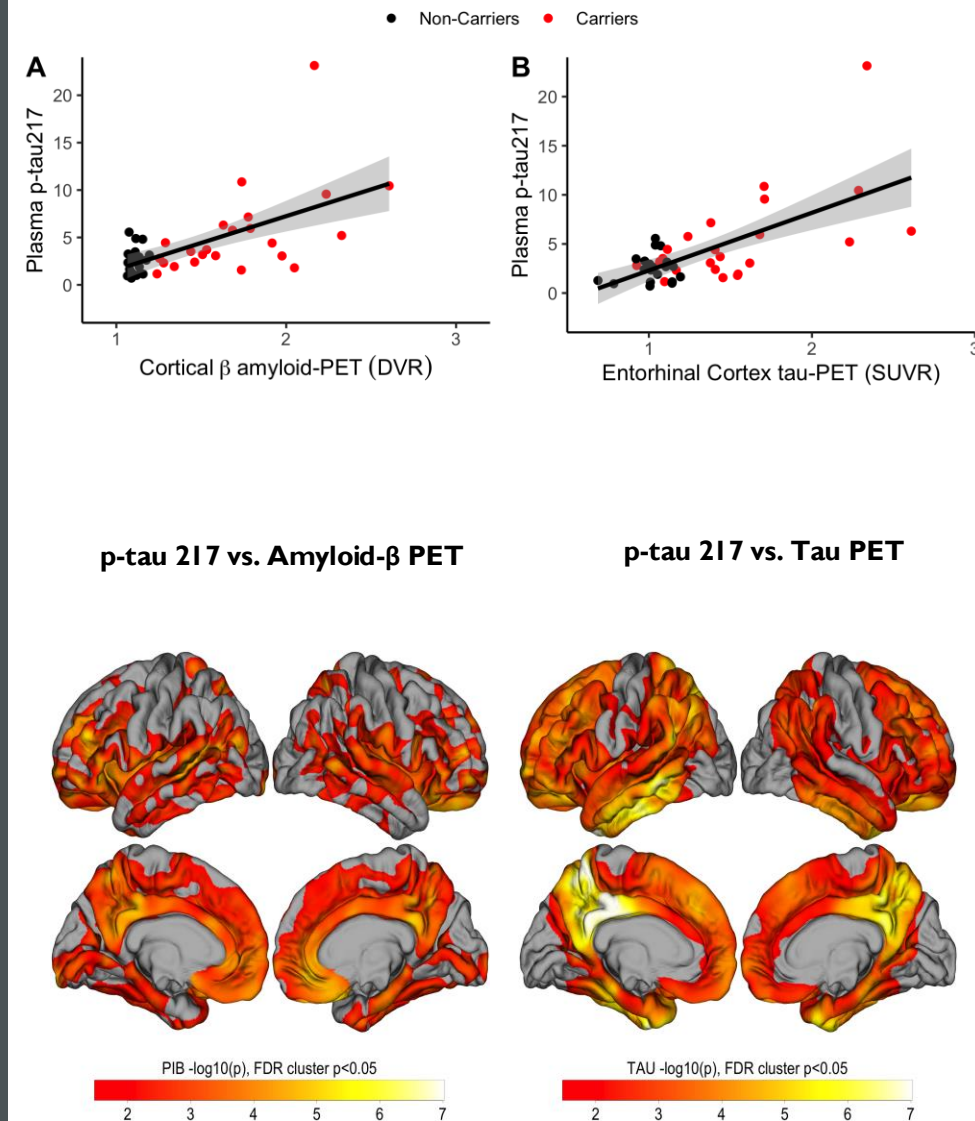 Non-Carriers Carriers
A
B
Plasma p-tau217
20
15
10
5
0
1 2 3
Cortical β amyloid-PET (DVR)
Plasma p-tau217
20
15
10
5
0
1 2 3
Entorhinal Cortex tau-PET (SUVR)
p-tau 217 vs. Amyloid-β PET
p-tau 217 vs. Tau PET
PIB -log10(p), FDR cluster p<0.05
2 3 4 5 6 7
TAU -log10(p), FDR cluster p<0.05
2 3 4 5 6 7